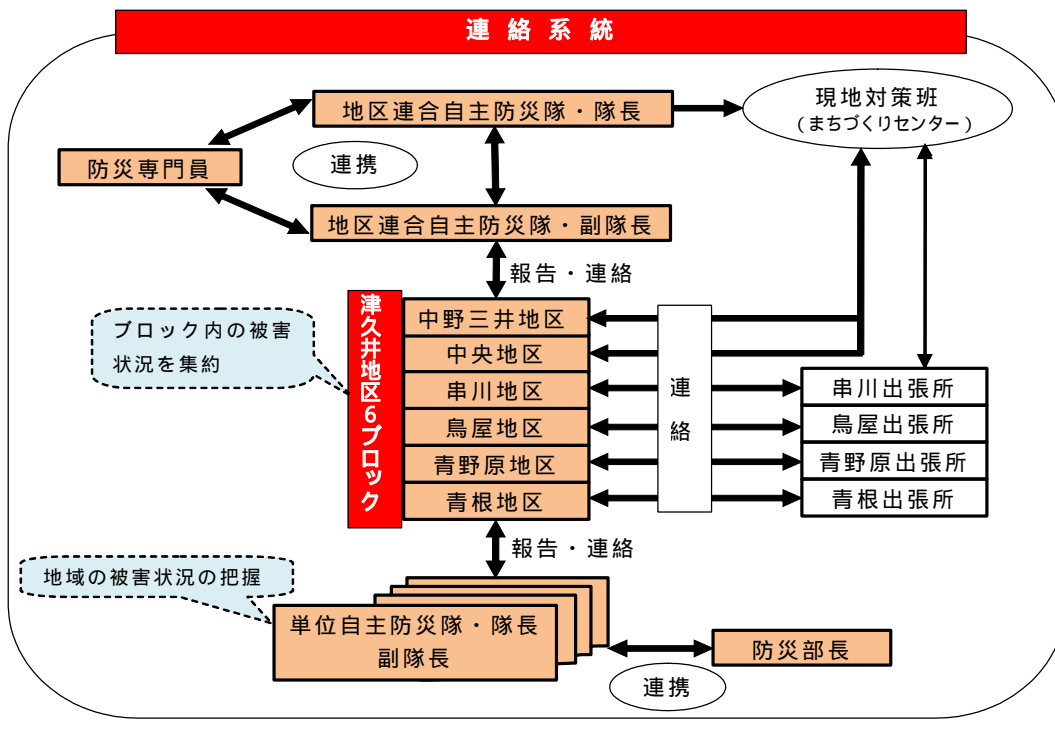 連絡系統
地区連合自主防災隊・隊長
現地対策班
(まちづくりセンター)
防災専門員
連携
地区連合自主防災隊・副隊長
報告・連絡
津久井地区6ブロック
ブロック内の被害
状況を集約
中野三井地区
中央地区
串川地区
鳥屋地区
青野原地区
青根地区
連絡
串川出張所
鳥屋出張所
青野原出張所
青根出張所
報告・連絡
地域の被害状況の把握
単位自主防災隊・隊長
副隊長
防災部長
連携